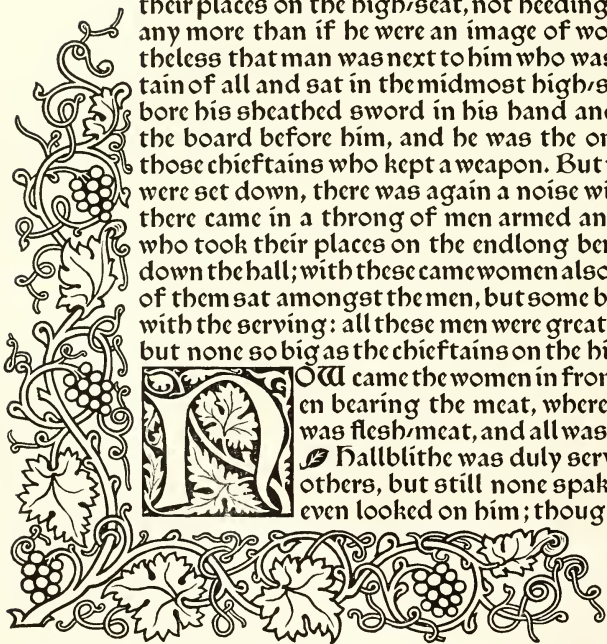 their places on the high-seat, not heeding
any more than if he were an image of wo
theless that man was next to him who was
tain of all and sat in the midmost high-s
bore his sheathed sword in his hand and
the board before him, and he was the on
those chieftains who kept a weapon. But
were set down, there was again a noise wi
there came in a throng of men armed an
who took their places on the endlong ben
down the hall; with these came women also
of them sat amongst the men, but some b
with the serving: all these men were great
but none so big as the chieftains on the hi
NOW came the women in from
en bearing the meat, where
was flesh-meat, and all was
Hallblithe was duly serv
others, but still none spak
even looked on him; thoug